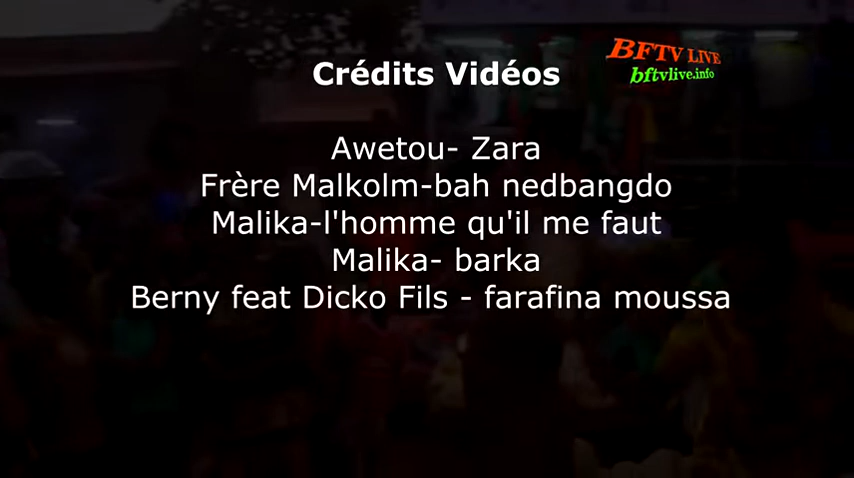 Crédits Vidéos
BFTV LIVE
bftvlive.info
Awetou- Zara
Frère Malkolm-bah nedbangdo
Malika-l'homme qu'il me faut
Malika- barka
Berny feat Dicko Fils - farafina moussa